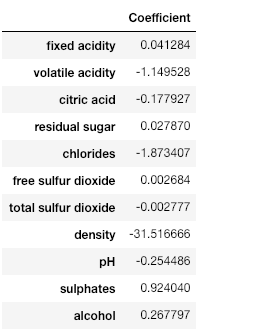 Coefficient
fixed acidity 0.041284
volatile acidity -1.149528
citric acid -0.177927
residual sugar 0.027870
chlorides -1.873407
free sulfur dioxide 0.002684
total sulfur dioxide -0.002777
density -31.516666
pH -0.254486
sulphates 0.924040
alcohol 0.267797